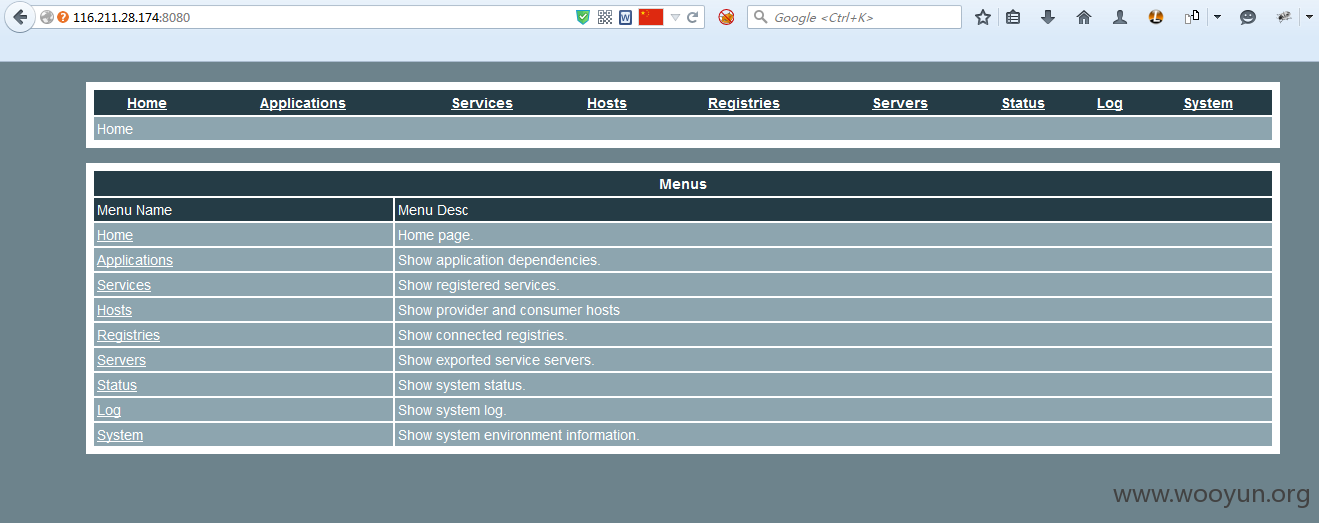 116.211.28.174:8080
Google <Ctrl+K>
Home Applications Services Hosts Registries Servers Status Log System
Home
Menus
Menu Name Menu Desc
Home Home page.
Applications Show application dependencies.
Services Show registered services.
Hosts Show provider and consumer hosts
Registries Show connected registries.
Servers Show exported service servers.
Status Show system status.
Log Show system log.
System Show system environment information.
www.wooyun.org